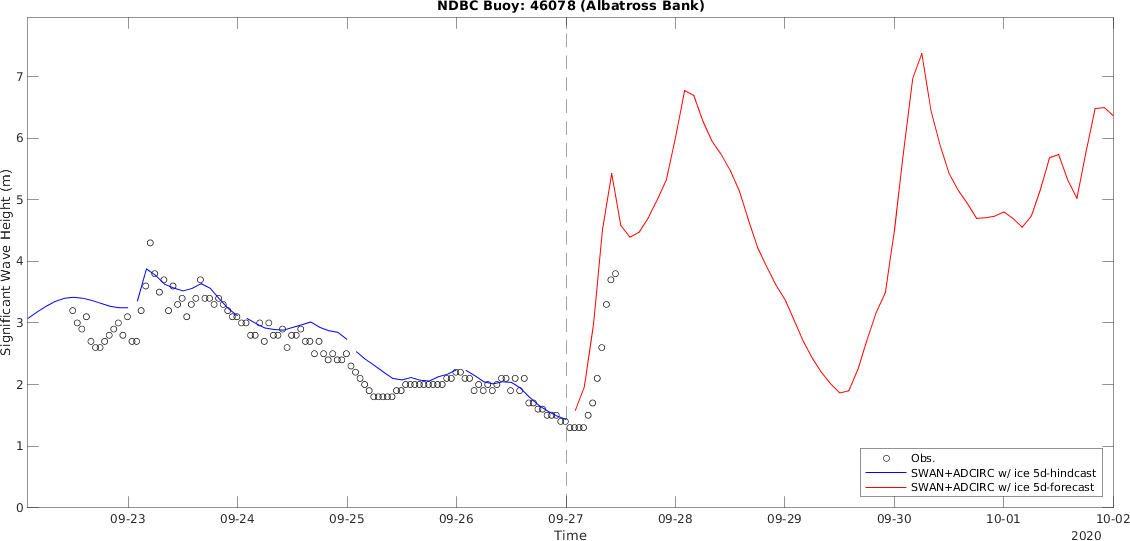 NDBC Buoy: 46078 (Albatross Bank)
Significant Wave Height (m)
7
6
5
4
3
2
1
0
Obs.
SWAN+ADCIRC w/ ice 5d-hindcast
SWAN+ADCIRC w/ ice 5d-forecast
09-23 09-24 09-25 09-26 09-27 09-28 09-29 09-30 10-01 10-02
Time
2020